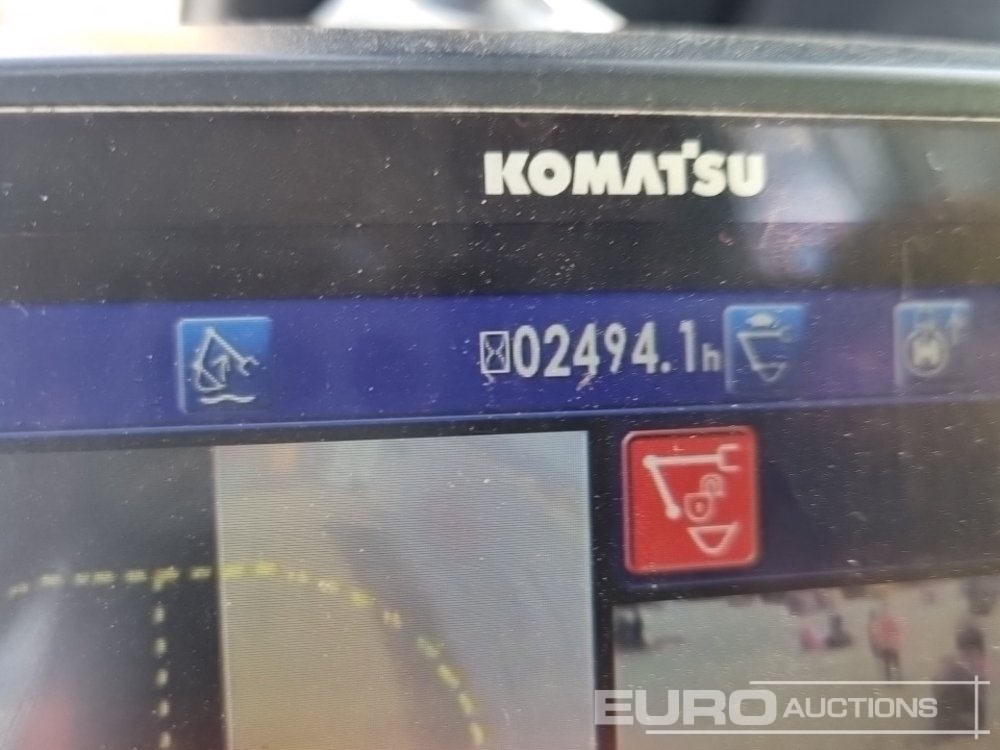 KOMATSU
02494.1h
EURO AUCTIONS